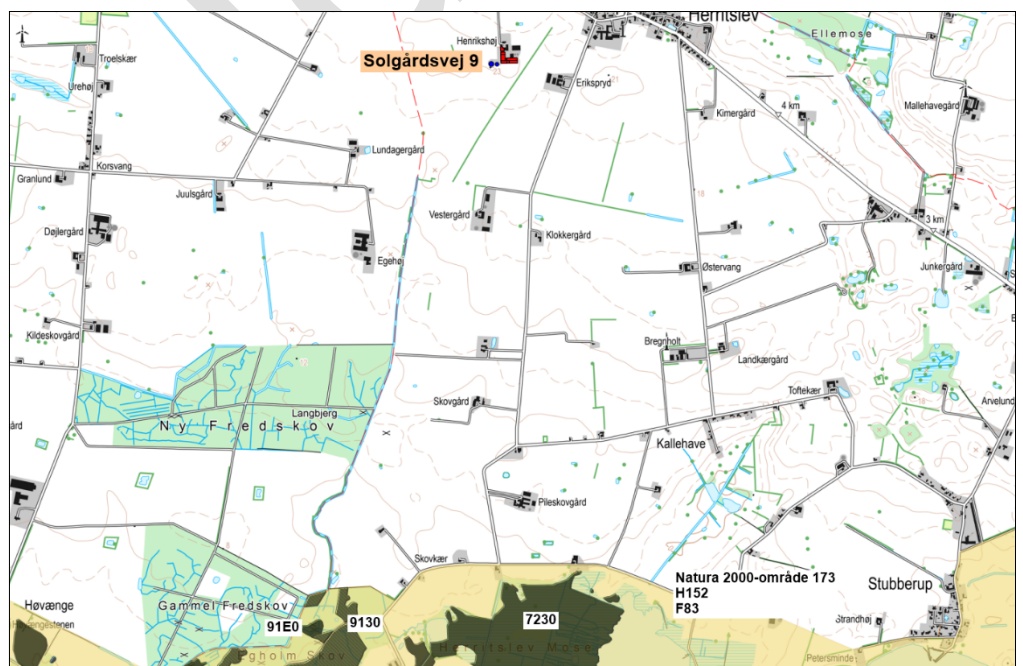 Herritslev
Ellemose
Henrikshøj
Solgårdsvej 9
Troelskær
Urehøj
Erikspryd
Mallehavegård
4 km
Kimergård
Lundagergård
Korsvang
Granlund
Juulsgård
Vestergård
3 km
Døjlergård
Klokkergård
Egehøj
Østervang
Junkergård
Kildeskovgård
Bregnholt
Landkærgård
Toftekær
Arvelund
Skovgård
Langbjerg
Ny Fredskov
Kallehave
Pileskovgård
Skovkær
Natura 2000-område 173
H152
F83
Stubberup
Høvænge
Gammel Fredskov
91E0
9130
7230
Strandhøj
Egholm Skov
Herritslev Mose
Petersminde